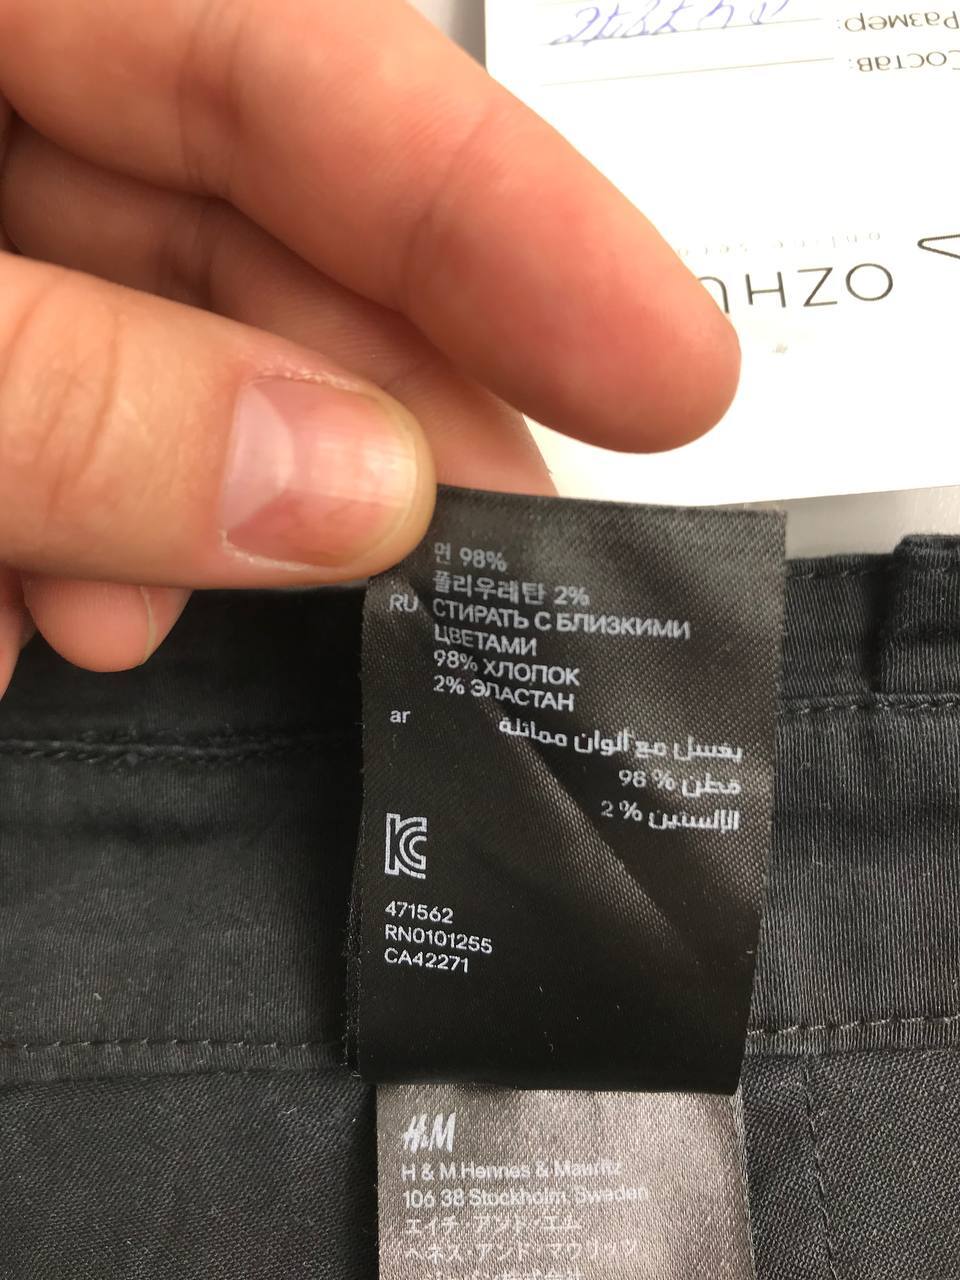 Размер:
Состав:
OZHU
면 98%
폴리우레탄 2%
RU СТИРАТЬ С БЛИЗКИМИ
ЦВЕТАМИ
98% ХЛОПОК
2% ЭЛАСТАН
ar يغسل مع ألوان مماثلة
قطن % 98
الإلستين % 2
KC
471562
RN0101255
CA42271
H&M
H & M Hennes & Mauritz
106 38 Stockholm, Sweden
エイチ・アンド・エム
ヘネス・アンド・マウリッツ